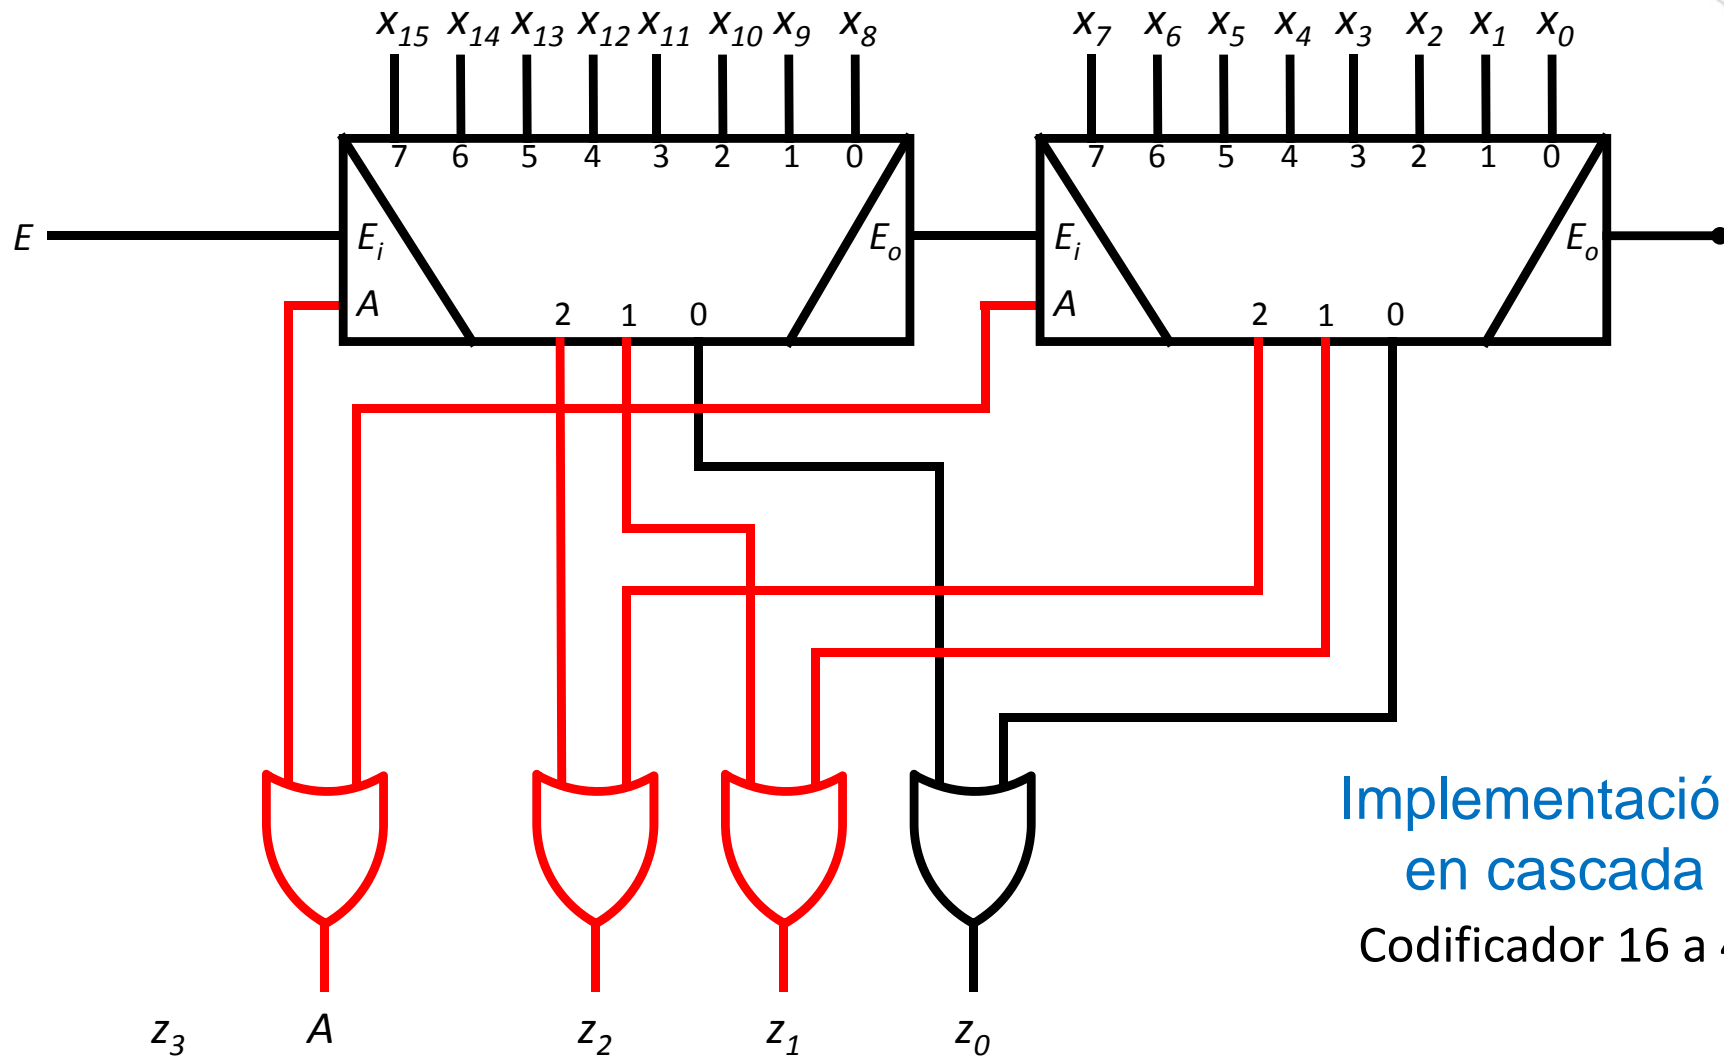 x15 x14 x13 x12 x11 x10 x9 x8 x7 x6 x5 x4 x3 x2 x1 x0
7 6 5 4 3 2 1 0 7 6 5 4 3 2 1 0
E Ei Eo Ei Eo
A 2 1 0 A 2 1 0
Implementació
en cascada
Codificador 16 a 4
z3 A z2 z1 z0